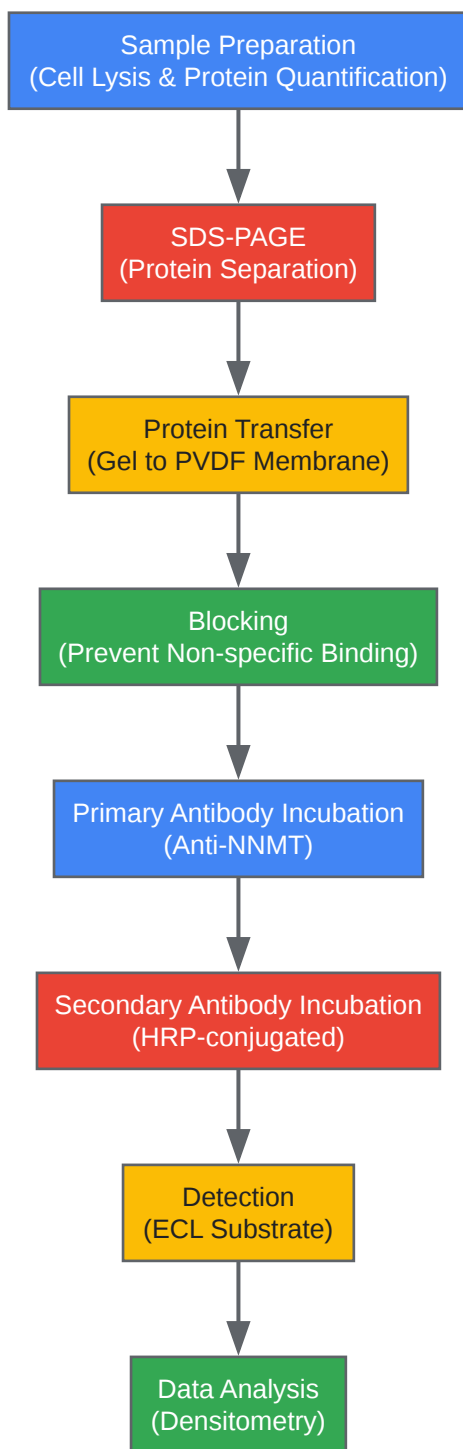 Sample Preparation
(Cell Lysis & Protein Quantification)
SDS-PAGE
(Protein Separation)
Protein Transfer
(Gel to PVDF Membrane)
Blocking
(Prevent Non-specific Binding)
Primary Antibody Incubation
(Anti-NNMT)
Secondary Antibody Incubation
(HRP-conjugated)
Detection
(ECL Substrate)
Data Analysis
(Densitometry)